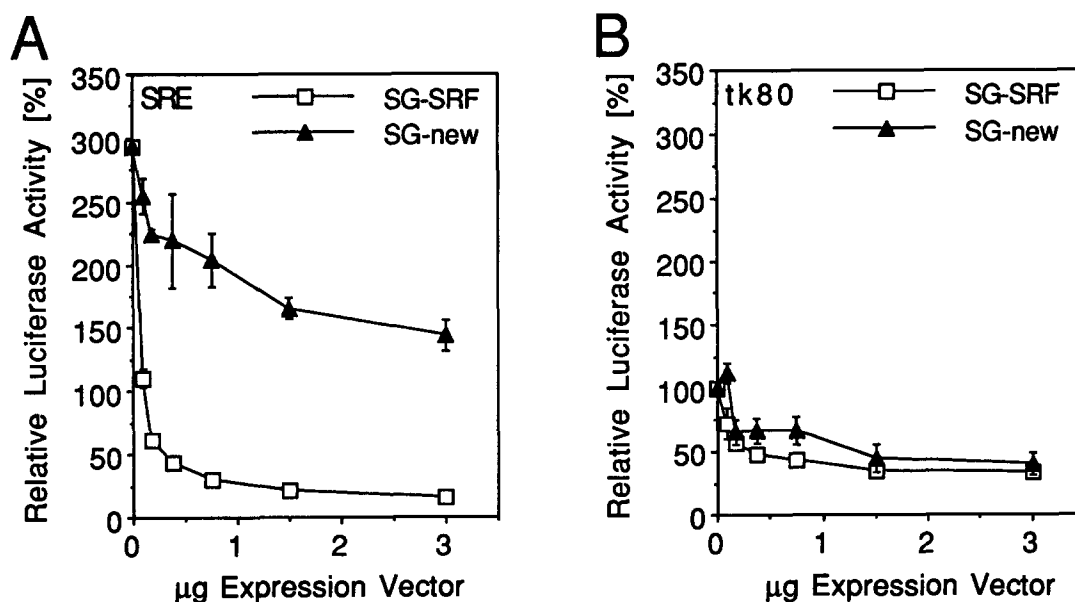 A
Relative Luciferase Activity [%]
350
300
250
200
150
100
50
0
SRE
SG-SRF
SG-new
0
1
2
3
µg Expression Vector
B
Relative Luciferase Activity [%]
350
300
250
200
150
100
50
0
tk80
SG-SRF
SG-new
0
1
2
3
µg Expression Vector